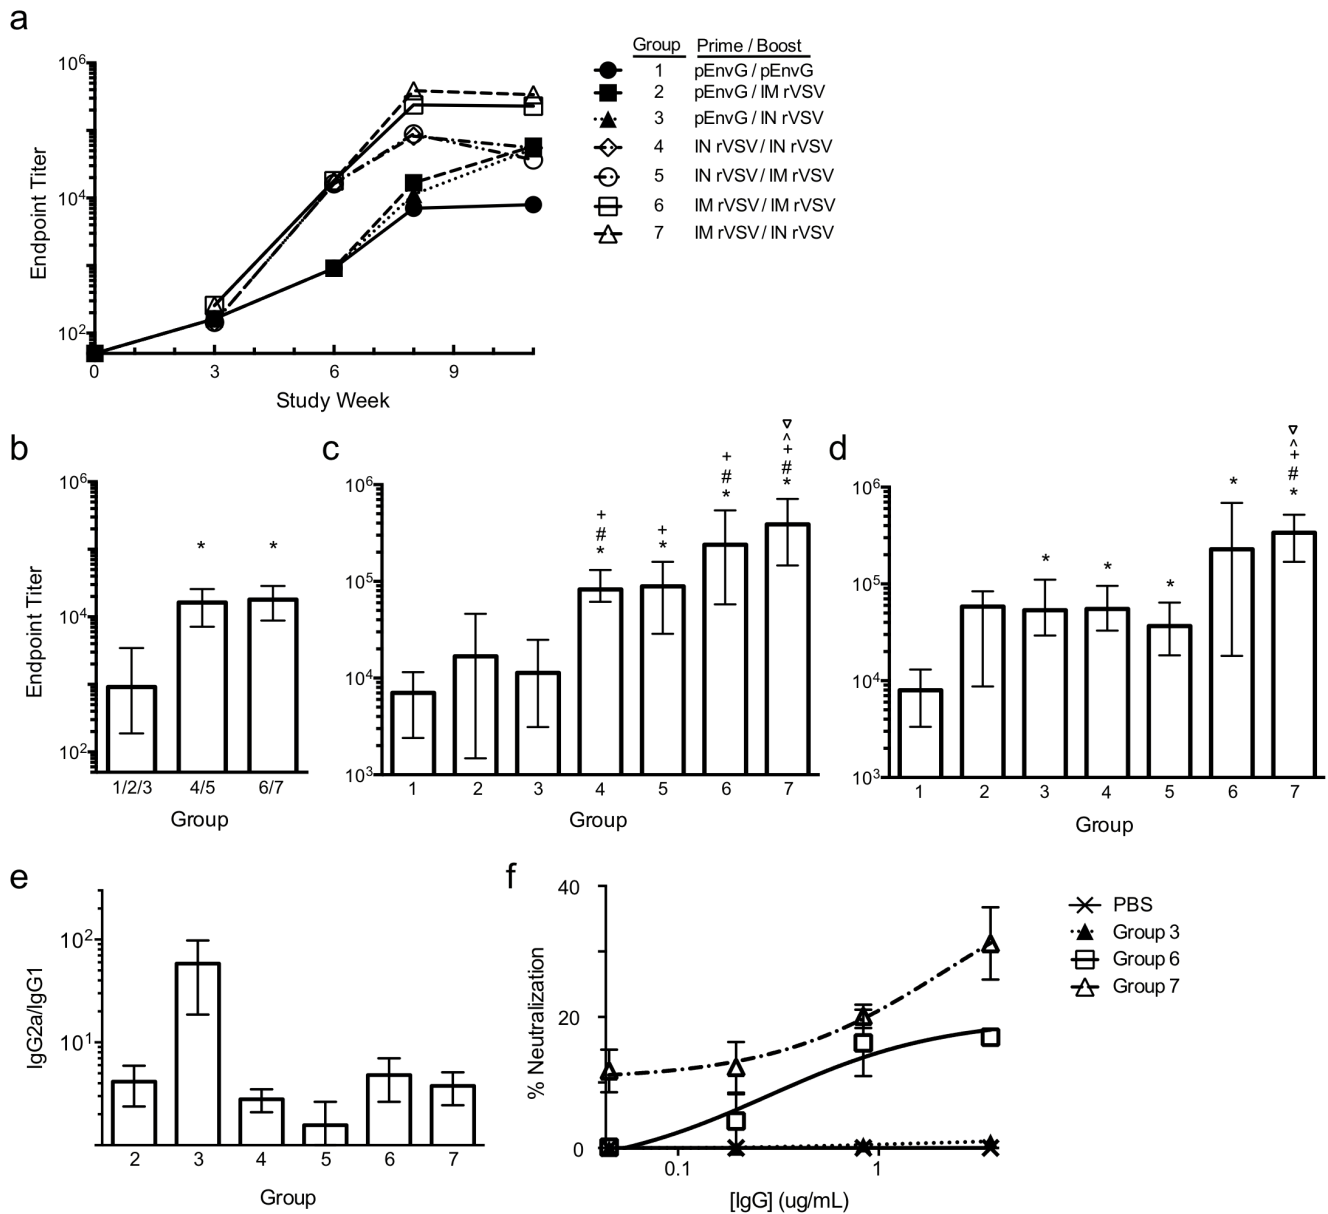 a
Group Prime / Boost
1 pEnvG / pEnvG
2 pEnvG / IM rVSV
3 pEnvG / IN rVSV
4 IN rVSV / IN rVSV
5 IN rVSV / IM rVSV
6 IM rVSV / IM rVSV
7 IM rVSV / IN rVSV
Endpoint Titer
10⁶
10⁴
10²
0 3 6 9
Study Week
b
Endpoint Titer
10⁶
10⁴
10²
* *
1/2/3 4/5 6/7
Group
c
10⁶
10⁵
10⁴
10³
+
#
*
+
*
+
#
*
∇
^
+
#
*
1 2 3 4 5 6 7
Group
d
10⁶
10⁵
10⁴
10³
* * * *
∇
^
+
#
*
1 2 3 4 5 6 7
Group
e
IgG2a/IgG1
10²
10¹
2 3 4 5 6 7
Group
f
% Neutralization
40
20
0
0.1 1
[IgG] (ug/mL)
PBS
Group 3
Group 6
Group 7